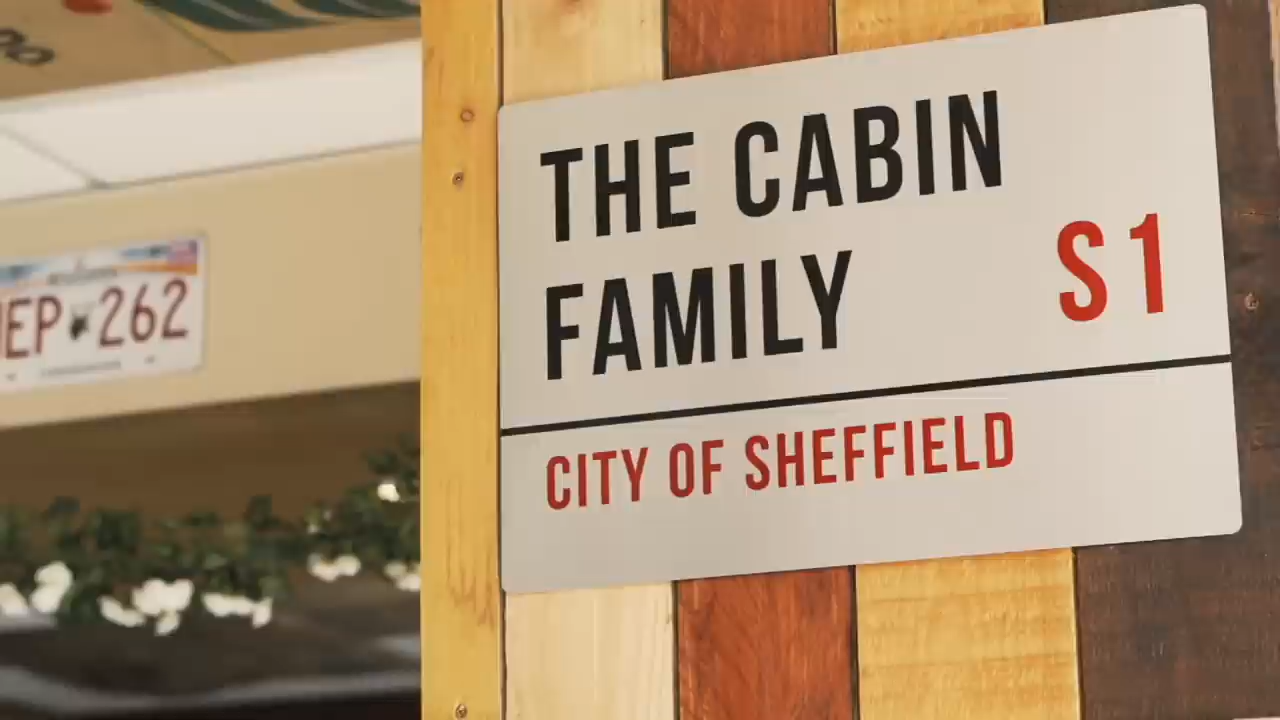 THE CABIN
FAMILY
S1
CITY OF SHEFFIELD
EP 262